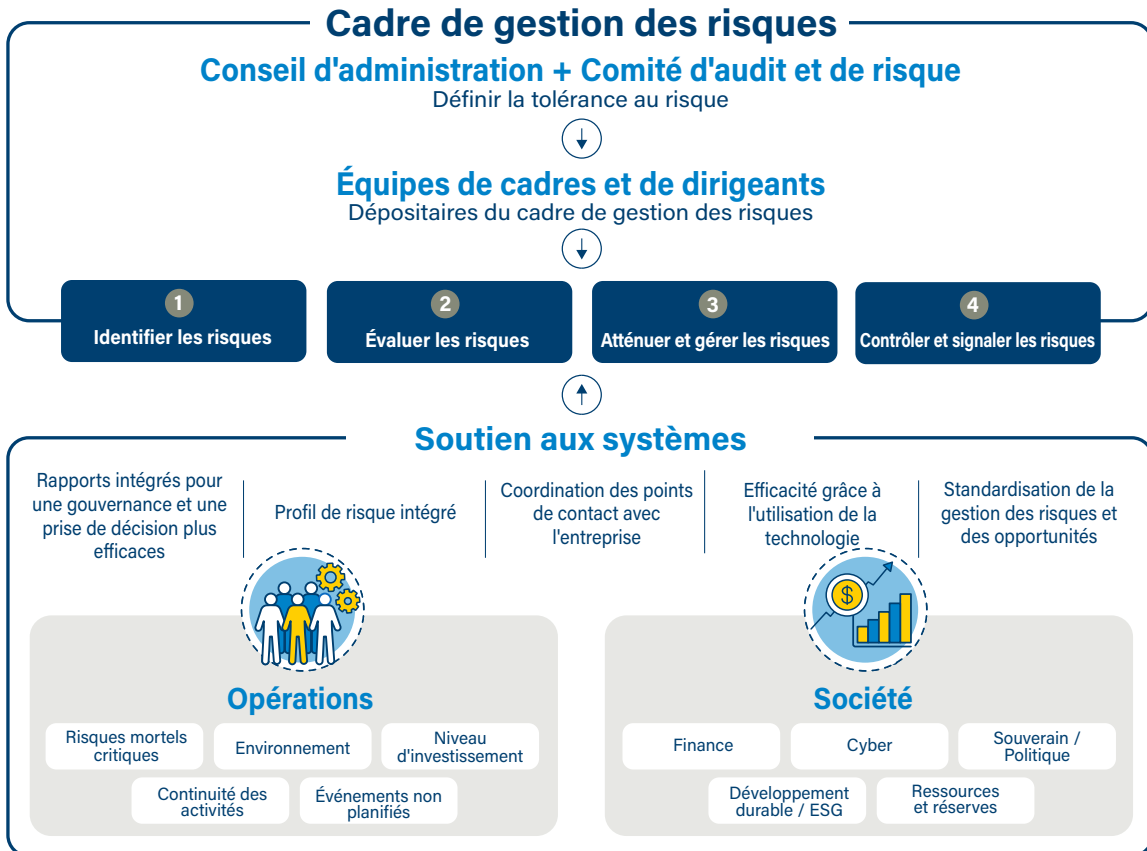 Cadre de gestion des risques
Conseil d'administration + Comité d'audit et de risque
Définir la tolérance au risque
Équipes de cadres et de dirigeants
Dépositaires du cadre de gestion des risques
1
Identifier les risques
2
Évaluer les risques
3
Atténuer et gérer les risques
4
Contrôler et signaler les risques
Soutien aux systèmes
Rapports intégrés pour
une gouvernance et une
prise de décision plus
efficaces
Profil de risque intégré
Coordination des points
de contact avec
l'entreprise
Efficacité grâce à
l'utilisation de la
technologie
Standardisation de la
gestion des risques et
des opportunités
Opérations
Risques mortels
critiques
Environnement
Niveau
d'investissement
Continuité des
activités
Événements non
planifiés
$
Société
Finance
Cyber
Souverain /
Politique
Développement
durable / ESG
Ressources
et réserves